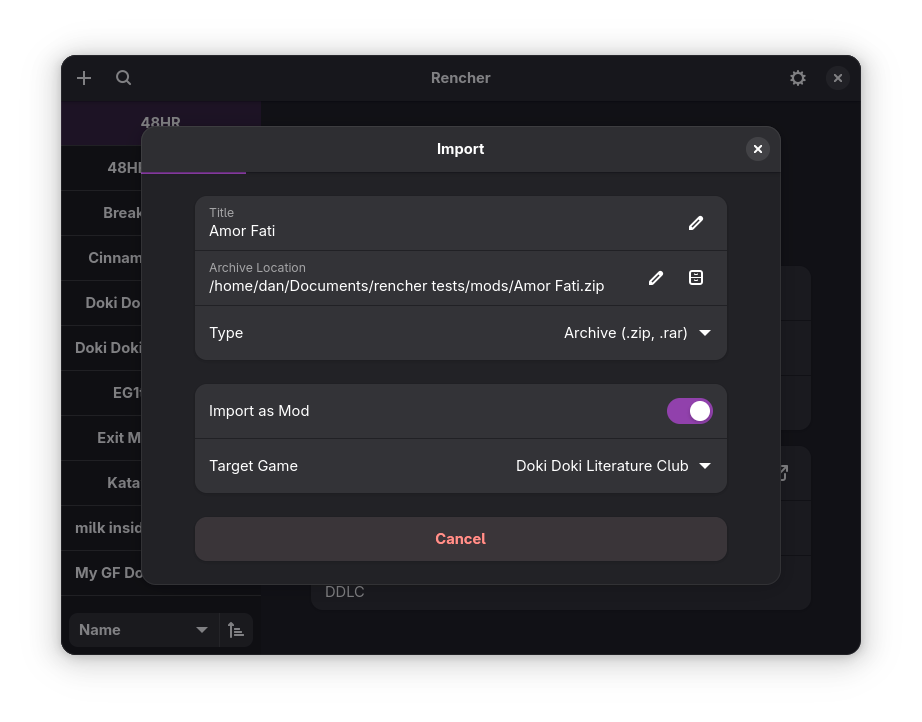 Rencher
48HR
48H
Import
Break
Cinnam
Doki Do
Doki Doki
EG1
Exit M
Kata
milk insid
My GF Do
Title
Amor Fati
Archive Location
/home/dan/Documents/rencher tests/mods/Amor Fati.zip
Type
Archive (.zip, .rar)
Import as Mod
Target Game
Doki Doki Literature Club
Cancel
DDLC
Name